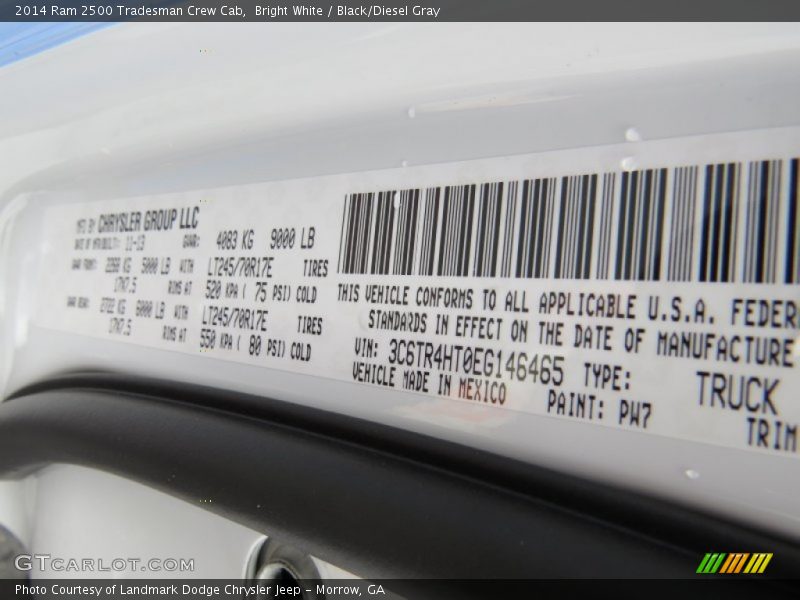 2014 Ram 2500 Tradesman Crew Cab,  Bright White / Black/Diesel Gray
MFD BY CHRYSLER GROUP LLC
DATE OF MFR/BUILT: 11-13 GVWR: 4083 KG 9000 LB
GAWR FRONT: 2268 KG 5000 LB WITH LT245/70R17E TIRES
17X7.5 RIMS AT 520 KPA ( 75 PSI) COLD
GAWR REAR: 2722 KG 6000 LB WITH LT245/70R17E TIRES
17X7.5 RIMS AT 550 KPA ( 80 PSI) COLD
THIS VEHICLE CONFORMS TO ALL APPLICABLE U.S.A. FEDER
STANDARDS IN EFFECT ON THE DATE OF MANUFACTURE
VIN: 3C6TR4HT0EG146465 TYPE: TRUCK
VEHICLE MADE IN MEXICO PAINT: PW7 TRIM
GTCARLOT.COM
Photo Courtesy of Landmark Dodge Chrysler Jeep – Morrow, GA